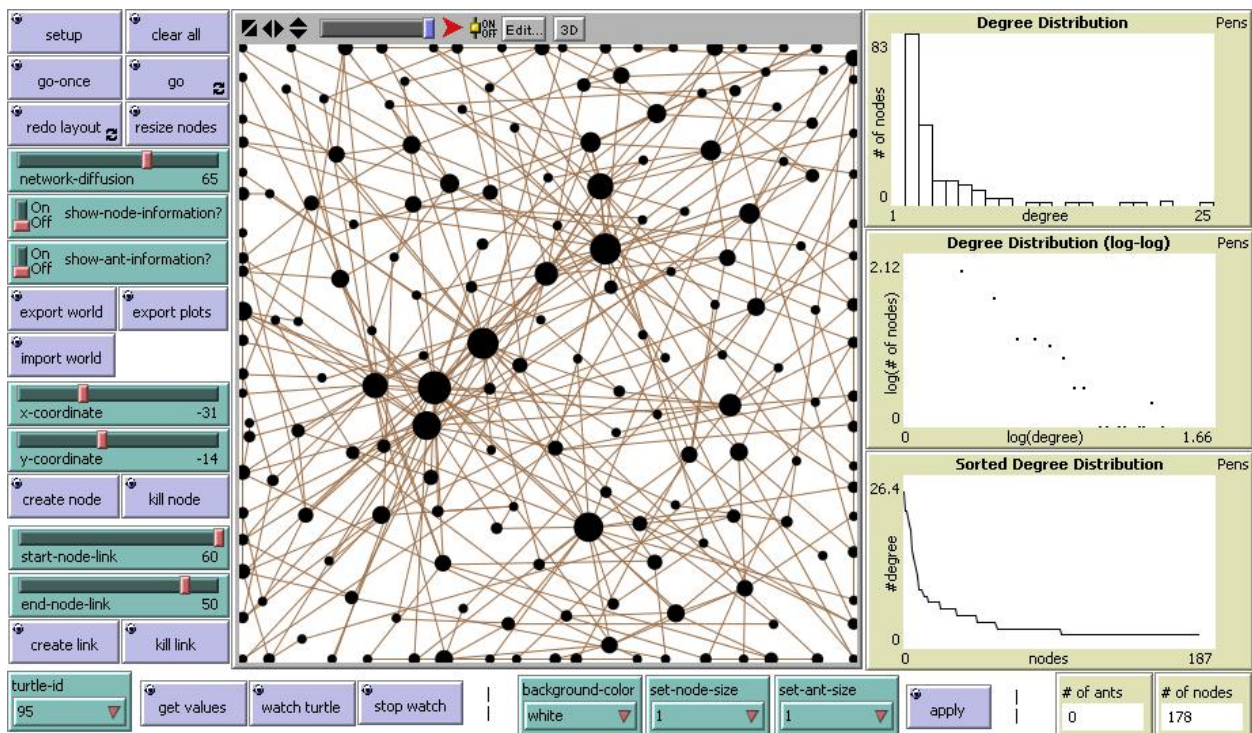 setup
clear all
go-once
go
redo layout
resize nodes
network-diffusion 65
On
Off
show-node-information?
On
Off
show-ant-information?
export world
export plots
import world
x-coordinate -31
y-coordinate -14
create node
kill node
start-node-link 60
end-node-link 50
create link
kill link
ON
OFF
Edit...
3D
Degree Distribution
Pens
83
# of nodes
0
1
degree
25
Degree Distribution (log-log)
Pens
2.12
log(# of nodes)
0
0
log(degree)
1.66
Sorted Degree Distribution
Pens
26.4
#degree
0
0
nodes
187
turtle-id
95
get values
watch turtle
stop watch
background-color
white
set-node-size
1
set-ant-size
1
apply
# of ants
0
# of nodes
178